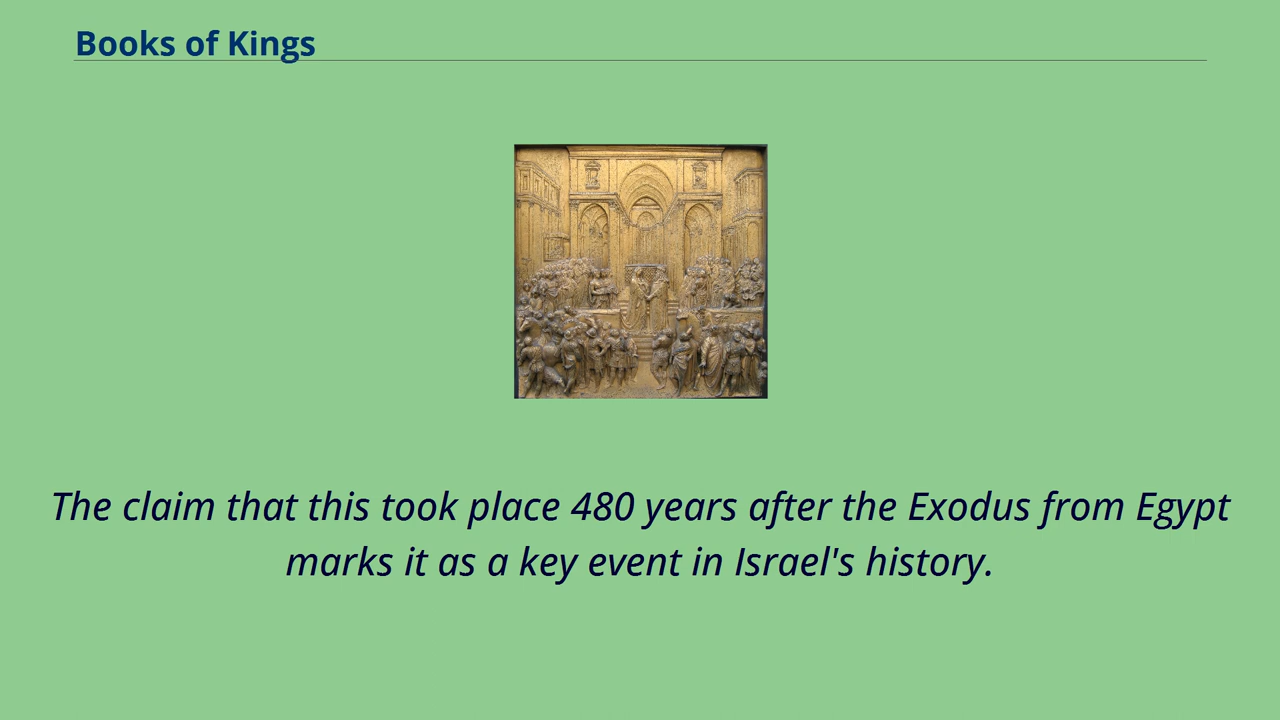 Books of Kings
The claim that this took place 480 years after the Exodus from Egypt
marks it as a key event in Israel's history.